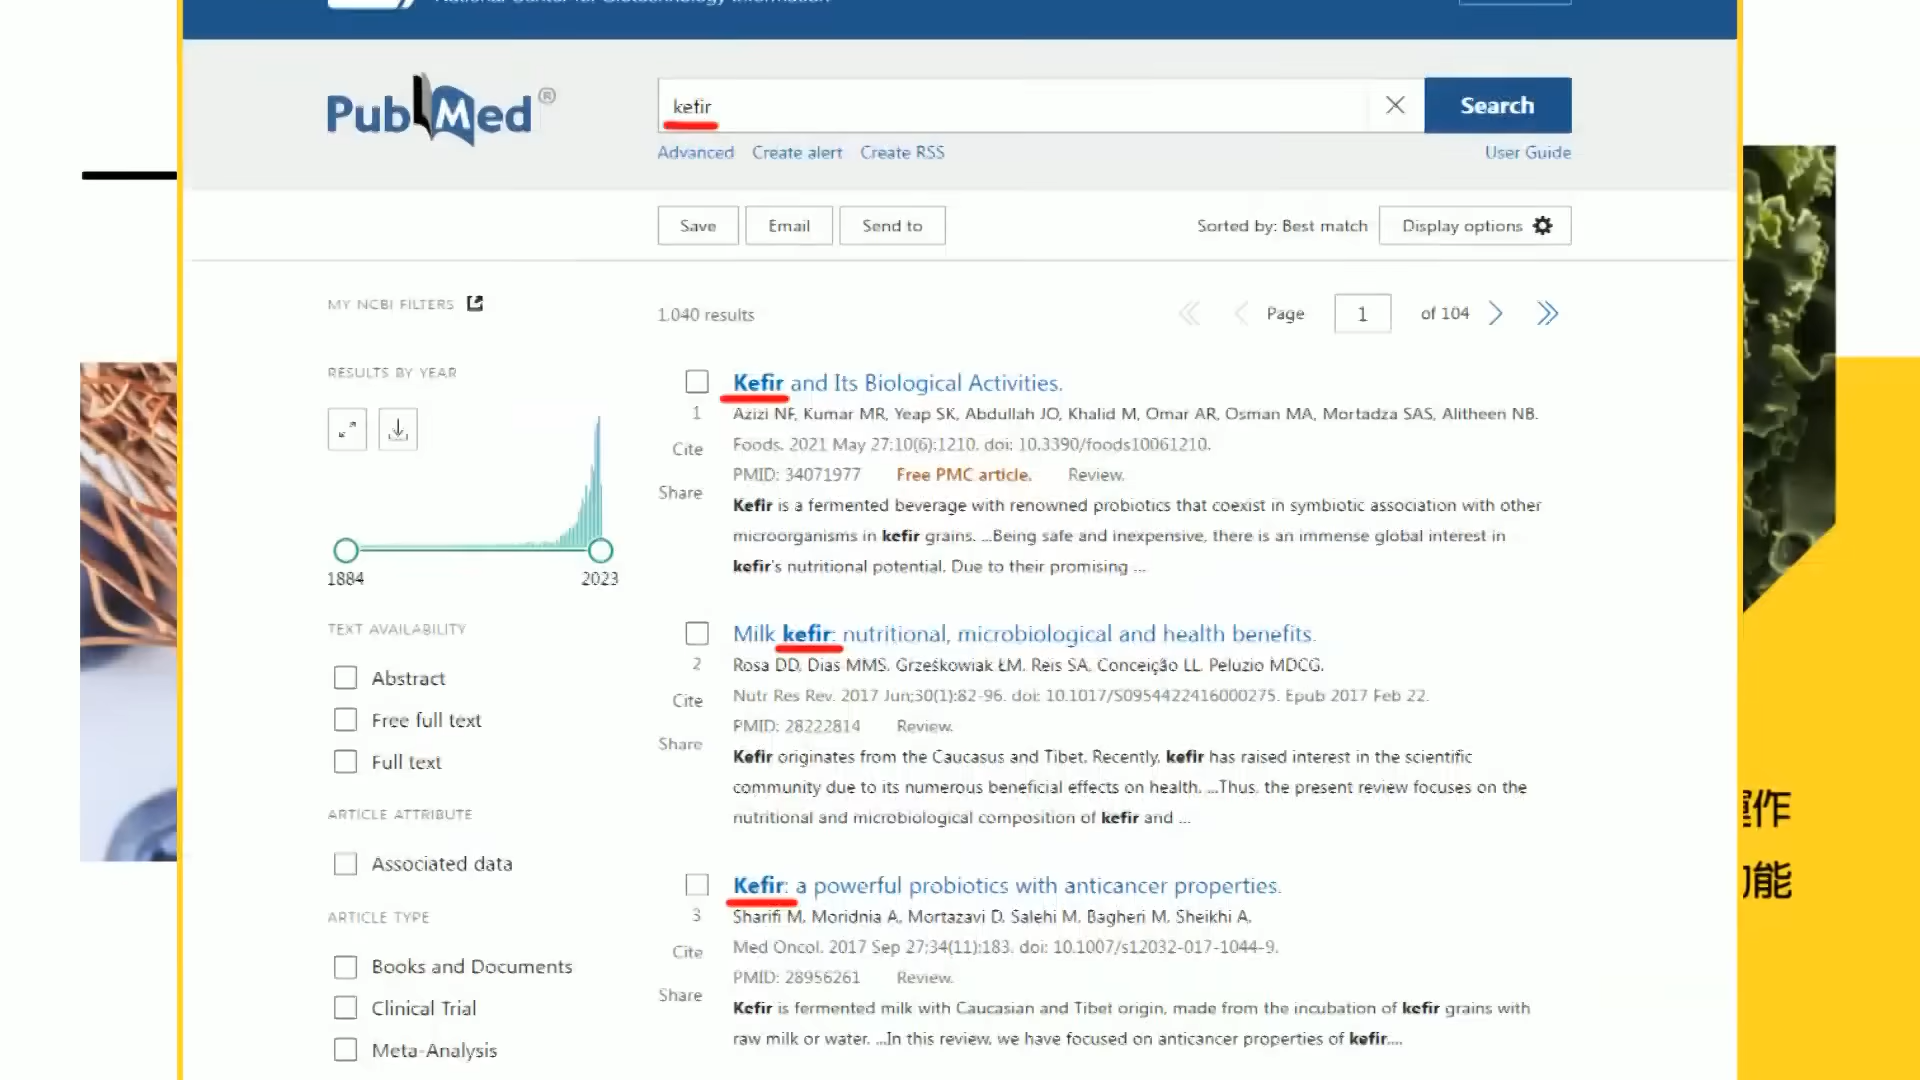 National Center for Biotechnology Information
PubMed®
kefir
Search
Advanced Create alert Create RSS
User Guide
Save Email Send to
Sorted by: Best match
Display options
MY NCBI FILTERS
1,040 results
Page 1 of 104
RESULTS BY YEAR
1884 2023
TEXT AVAILABILITY
Abstract
Free full text
Full text
ARTICLE ATTRIBUTE
Associated data
ARTICLE TYPE
Books and Documents
Clinical Trial
Meta-Analysis
Kefir and Its Biological Activities.
1
Azizi NF, Kumar MR, Yeap SK, Abdullah JO, Khalid M, Omar AR, Osman MA, Mortadza SAS, Alitheen NB.
Cite
Foods. 2021 May 27;10(6):1210. doi: 10.3390/foods10061210.
PMID: 34071977 Free PMC article. Review.
Share
Kefir is a fermented beverage with renowned probiotics that coexist in symbiotic association with other
microorganisms in kefir grains. ...Being safe and inexpensive, there is an immense global interest in
kefir's nutritional potential. Due to their promising ...
Milk kefir: nutritional, microbiological and health benefits.
2
Rosa DD, Dias MMS, Grześkowiak ŁM, Reis SA, Conceição LL, Peluzio MDCG.
Cite
Nutr Res Rev. 2017 Jun;30(1):82-96. doi: 10.1017/S0954422416000275. Epub 2017 Feb 22.
PMID: 28222814 Review.
Share
Kefir originates from the Caucasus and Tibet. Recently, kefir has raised interest in the scientific
community due to its numerous beneficial effects on health. ...Thus, the present review focuses on the
nutritional and microbiological composition of kefir and ...
Kefir: a powerful probiotics with anticancer properties.
3
Sharifi M, Moridnia A, Mortazavi D, Salehi M, Bagheri M, Sheikhi A.
Cite
Med Oncol. 2017 Sep 27;34(11):183. doi: 10.1007/s12032-017-1044-9.
PMID: 28956261 Review.
Share
Kefir is fermented milk with Caucasian and Tibet origin, made from the incubation of kefir grains with
raw milk or water. ...In this review, we have focused on anticancer properties of kefir....
作
能